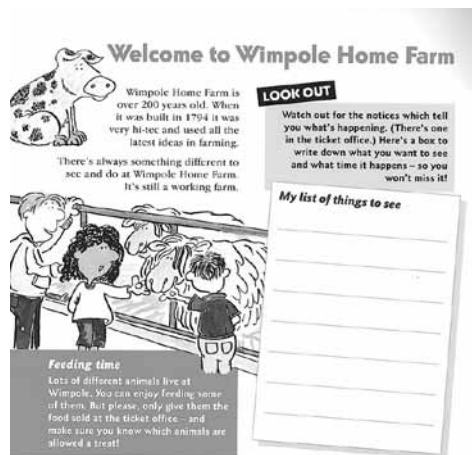 Welcome to Wimpole Home Farm
Wimpole Home Farm is
over 200 years old. When
it was built in 1794 it was
very hi-tec and used all the
latest ideas in farming.
There's always something different to
see and do at Wimpole Home Farm.
It's still a working farm.
LOOK OUT
Watch out for the notices which tell
you what's happening. (There's one
in the ticket office.) Here's a box to
write down what you want to see
and what time it happens – so you
won't miss it!
My list of things to see
Feeding time
Lots of different animals live at
Wimpole. You can enjoy feeding some
of them. But please, only give them the
food sold at the ticket office – and
make sure you know which animals are
allowed a treat!